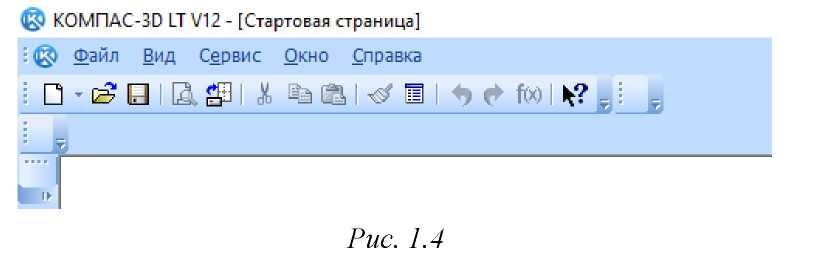 КОМПАС-3D LT V12 - [Стартовая страница]
Файл Вид Сервис Окно Справка
f(x) ?
Рис. 1.4